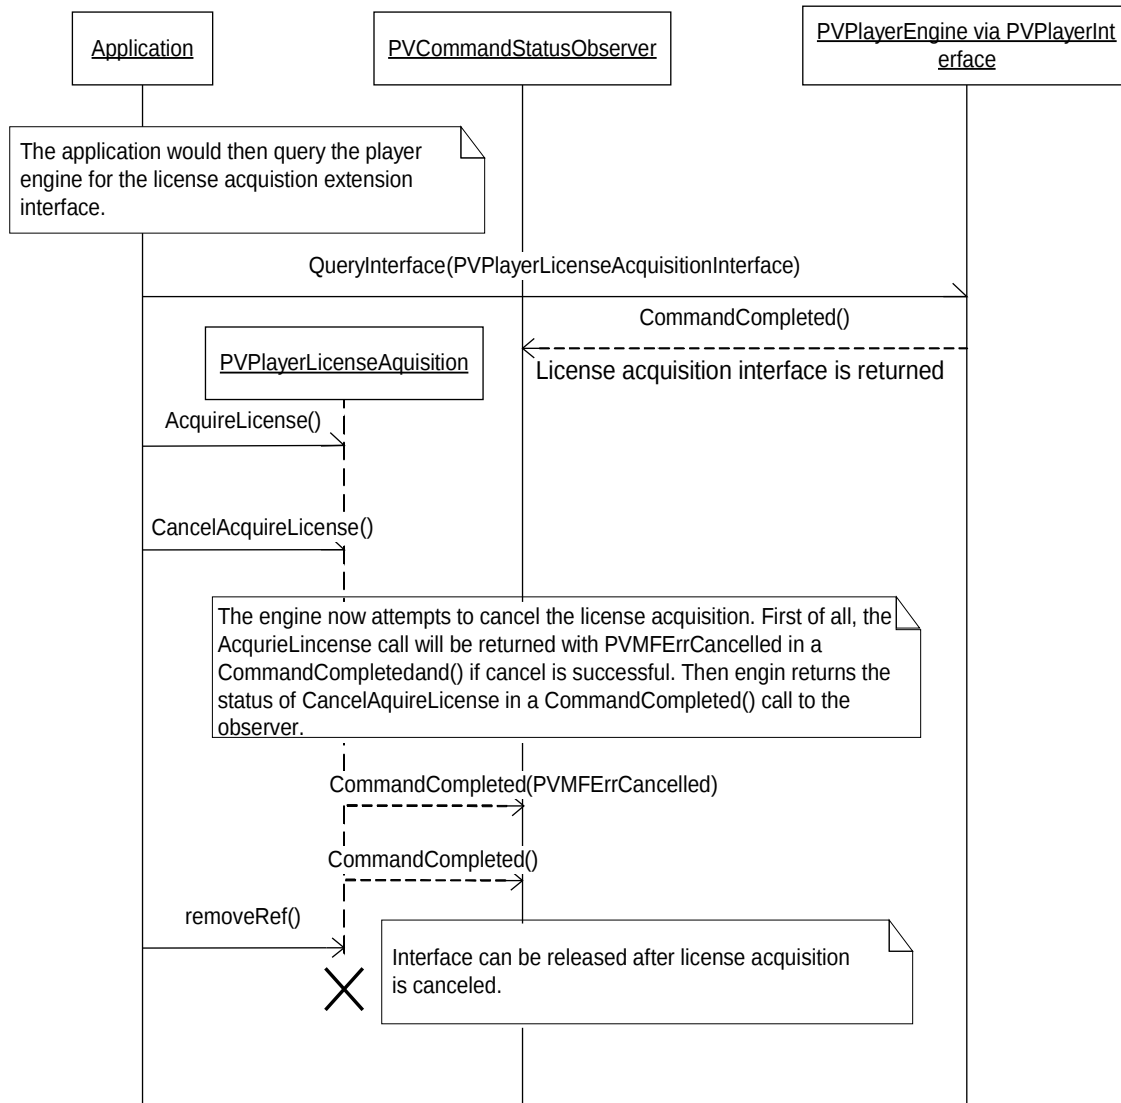 Application
PVCommandStatusObserver
PVPlayerEngine via PVPlayerInt
erface
The application would then query the player
engine for the license acquistion extension
interface.
QueryInterface(PVPlayerLicenseAcquisitionInterface)
CommandCompleted()
License acquisition interface is returned
PVPlayerLicenseAquisition
AcquireLicense()
CancelAcquireLicense()
The engine now attempts to cancel the license acquisition. First of all, the
AcqurieLincense call will be returned with PVMFErrCancelled in a
CommandCompletedand() if cancel is successful. Then engin returns the
status of CancelAquireLicense in a CommandCompleted() call to the
observer.
CommandCompleted(PVMFErrCancelled)
CommandCompleted()
removeRef()
Interface can be released after license acquisition
is canceled.